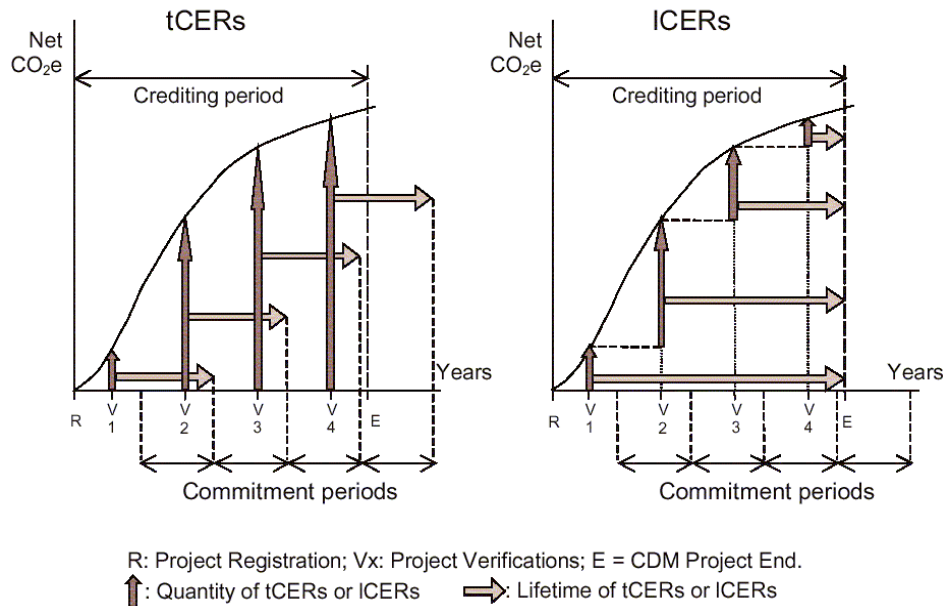 tCERs
Net
CO₂e
Crediting period
Years
R
V
1
V
2
V
3
V
4
E
Commitment periods
lCERs
Net
CO₂e
Crediting period
Years
R
V
1
V
2
V
3
V
4
E
Commitment periods
R: Project Registration; Vx: Project Verifications; E = CDM Project End.
: Quantity of tCERs or lCERs : Lifetime of tCERs or lCERs